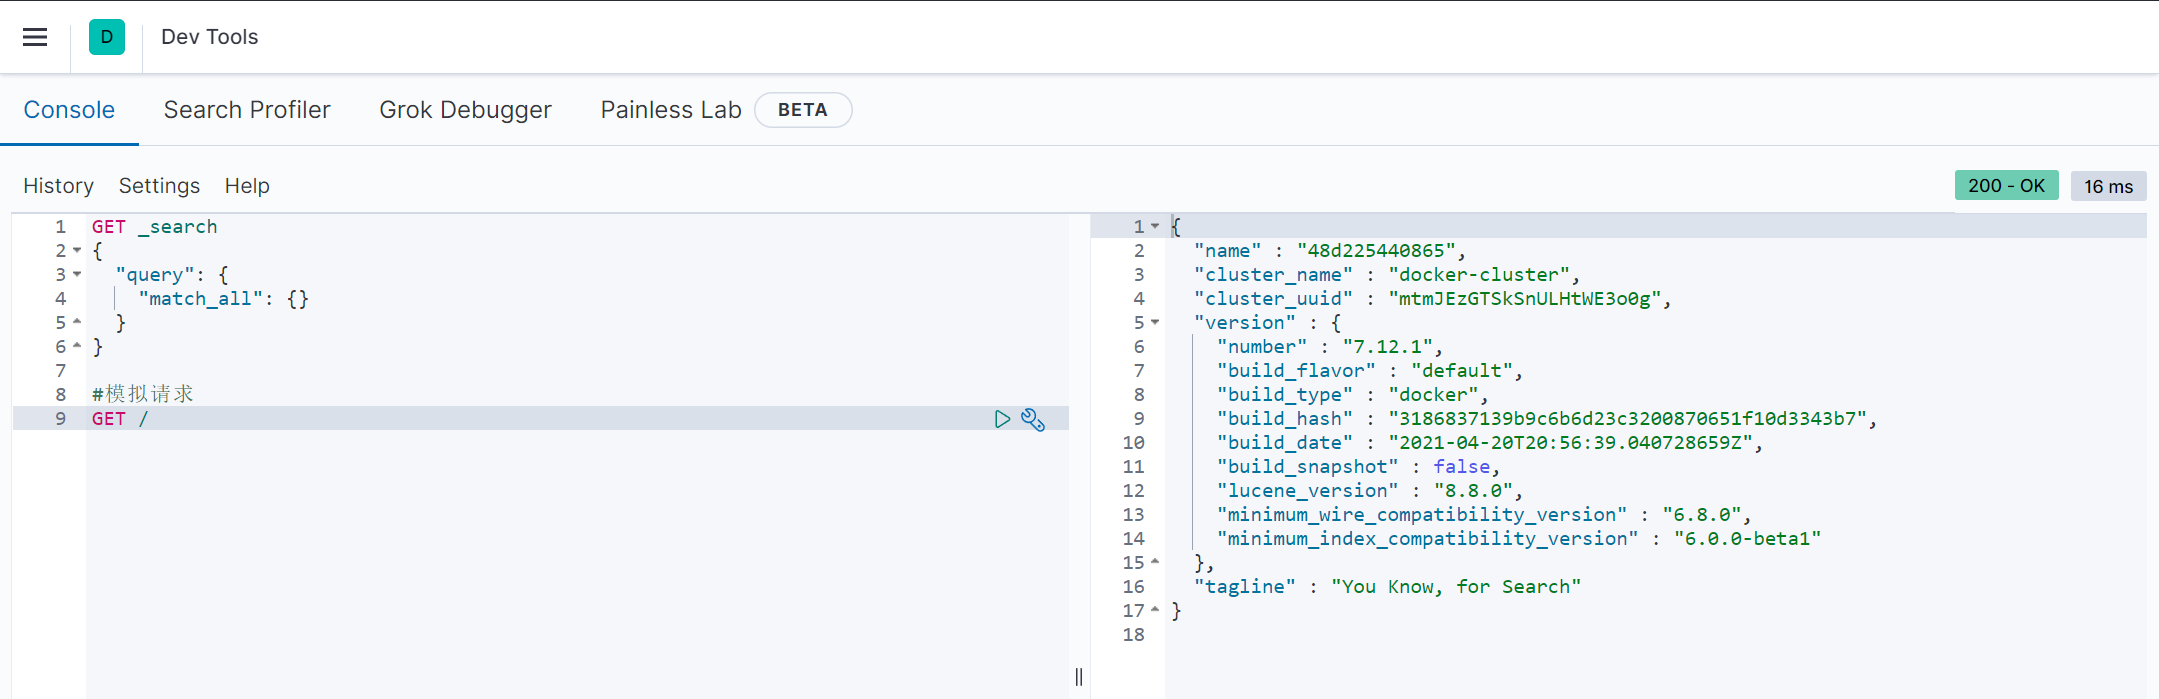 D Dev Tools
Console Search Profiler Grok Debugger Painless Lab BETA
History Settings Help 200 - OK 16 ms
1 GET _search
2 {
3 "query": {
4 "match_all": {}
5 }
6 }
7
8 #模拟请求
9 GET /
1 {
2 "name" : "48d225440865",
3 "cluster_name" : "docker-cluster",
4 "cluster_uuid" : "mtmJEzGTSkSnULHtWE3o0g",
5 "version" : {
6 "number" : "7.12.1",
7 "build_flavor" : "default",
8 "build_type" : "docker",
9 "build_hash" : "3186837139b9c6b6d23c3200870651f10d3343b7",
10 "build_date" : "2021-04-20T20:56:39.040728659Z",
11 "build_snapshot" : false,
12 "lucene_version" : "8.8.0",
13 "minimum_wire_compatibility_version" : "6.8.0",
14 "minimum_index_compatibility_version" : "6.0.0-beta1"
15 },
16 "tagline" : "You Know, for Search"
17 }
18